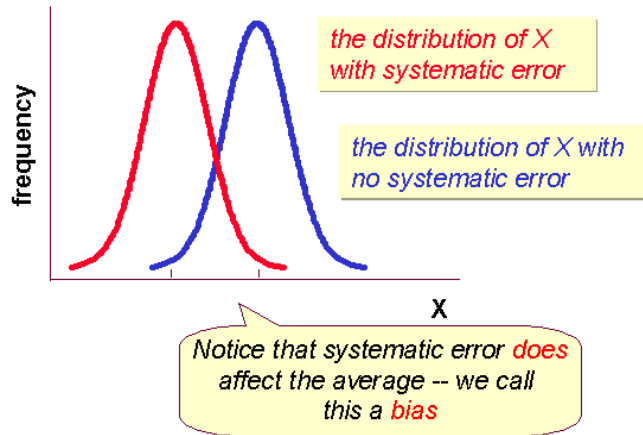 the distribution of X
with systematic error
the distribution of X with
no systematic error
frequency
X
Notice that systematic error does
affect the average -- we call
this a bias